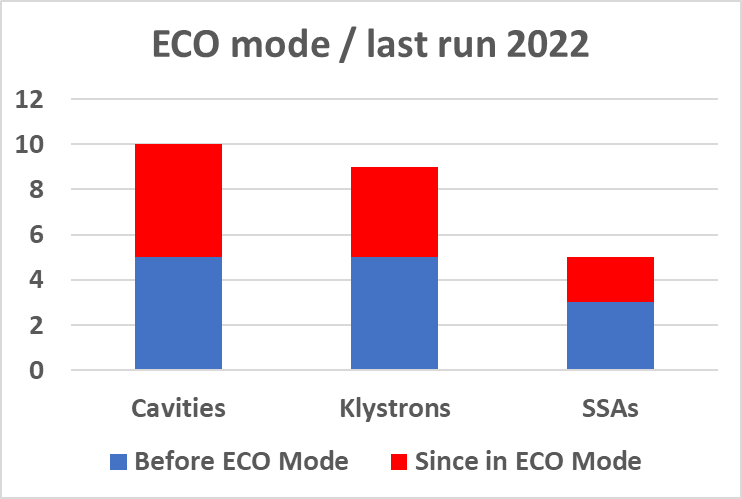 ECO mode / last run 2022
12
10
8
6
4
2
0
Cavities Klystrons SSAs
Before ECO Mode Since in ECO Mode